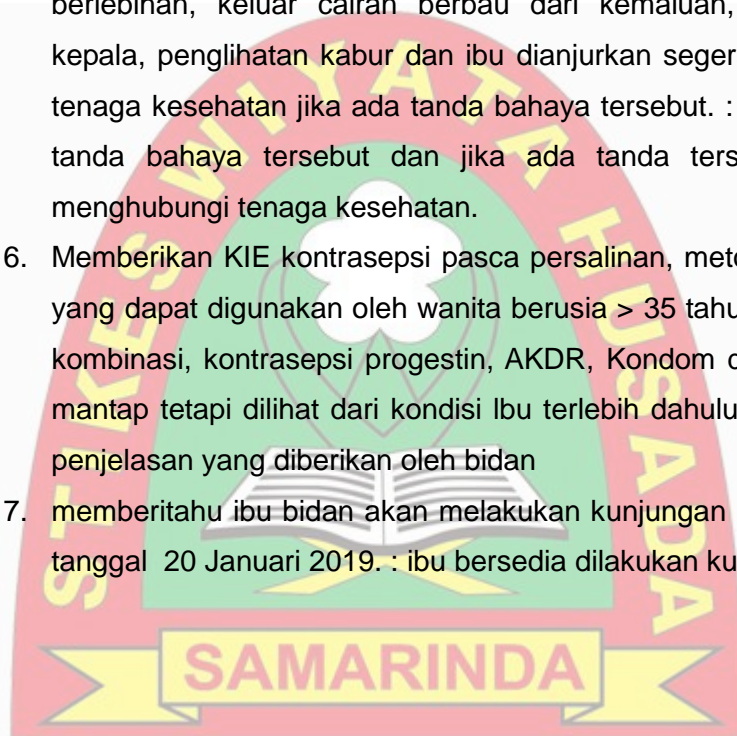 berlebihan, keluar cairan berbau dari kemaluan,
kepala, penglihatan kabur dan ibu dianjurkan seger
tenaga kesehatan jika ada tanda bahaya tersebut. :
tanda bahaya tersebut dan jika ada tanda ters
menghubungi tenaga kesehatan.
6. Memberikan KIE kontrasepsi pasca persalinan, meto
yang dapat digunakan oleh wanita berusia > 35 tahu
kombinasi, kontrasepsi progestin, AKDR, Kondom d
mantap tetapi dilihat dari kondisi Ibu terlebih dahulu
penjelasan yang diberikan oleh bidan
7. memberitahu ibu bidan akan melakukan kunjungan
tanggal 20 Januari 2019. : ibu bersedia dilakukan ku
STIKES WIYATA HUSADA
SAMARINDA